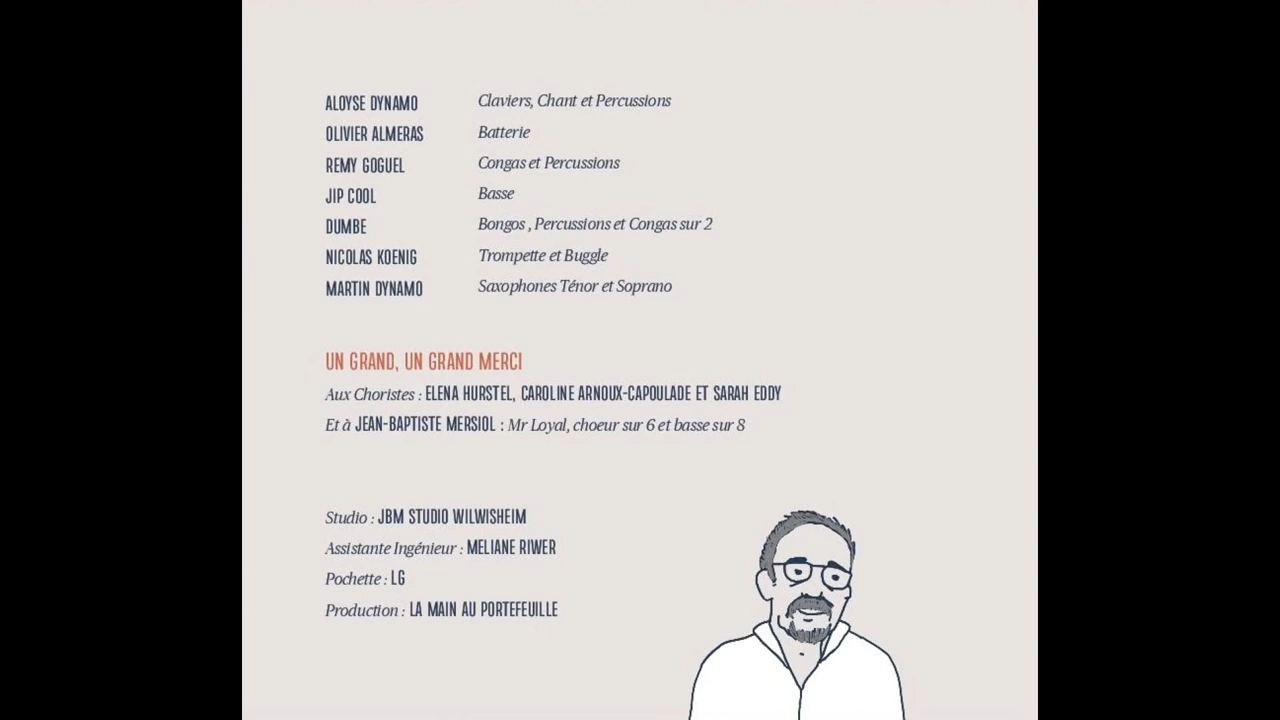 ALOYSE DYNAMO Claviers, Chant et Percussions
OLIVIER ALMERAS Batterie
REMY GOGUEL Congas et Percussions
JIP COOL Basse
DUMBE Bongos , Percussions et Congas sur 2
NICOLAS KOENIG Trompette et Buggle
MARTIN DYNAMO Saxophones Ténor et Soprano
UN GRAND, UN GRAND MERCI
Aux Choristes : ELENA HURSTEL, CAROLINE ARNOUX-CAPOULADE ET SARAH EDDY
Et à JEAN-BAPTISTE MERSIOL : Mr Loyal, choeur sur 6 et basse sur 8
Studio : JBM STUDIO WILWISHEIM
Assistante Ingénieur : MELIANE RIWER
Pochette : LG
Production : LA MAIN AU PORTEFEUILLE